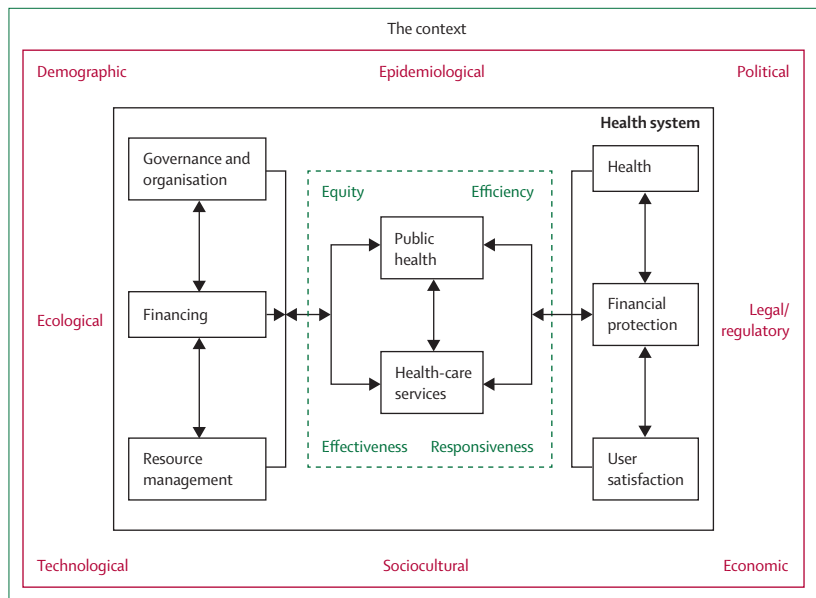 The context
Demographic
Epidemiological
Political
Health system
Governance and
organisation
Health
Equity
Efficiency
Public
health
Ecological
Financing
Financial
protection
Legal/
regulatory
Health-care
services
Effectiveness
Responsiveness
Resource
management
User
satisfaction
Technological
Sociocultural
Economic